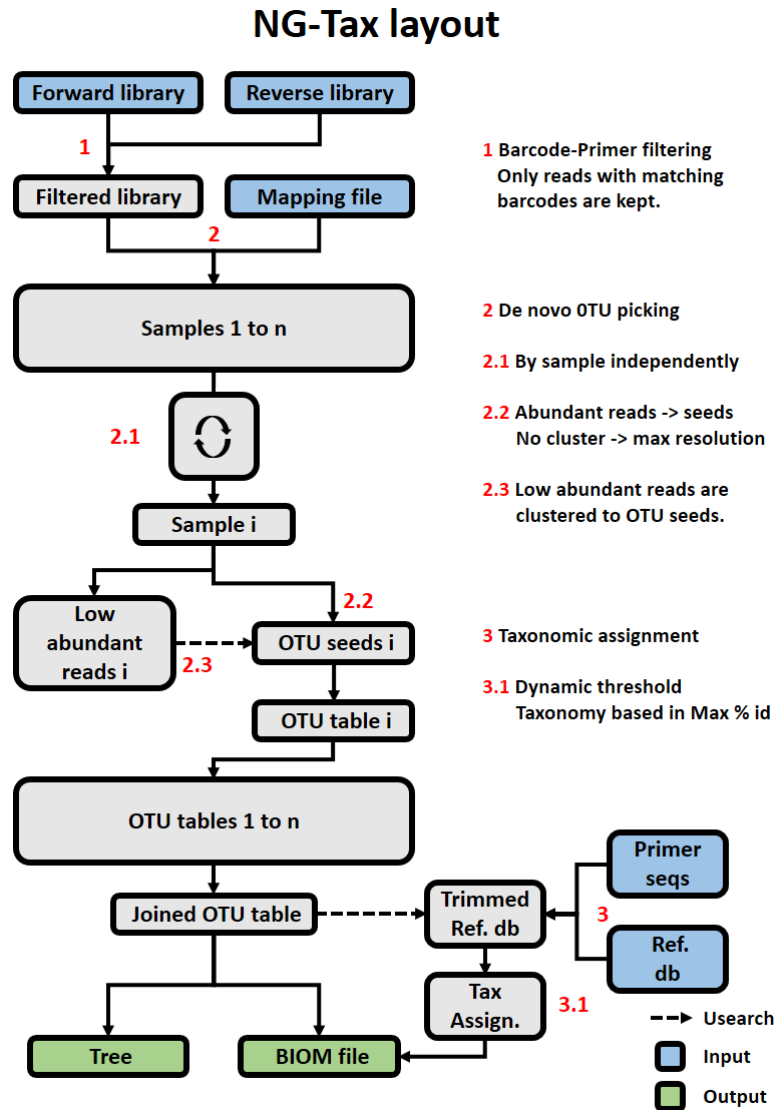 NG-Tax layout
Forward library
Reverse library
1
1 Barcode-Primer filtering
Only reads with matching
barcodes are kept.
Filtered library
Mapping file
2
Samples 1 to n
2 De novo 0TU picking
2.1 By sample independently
2.2 Abundant reads -> seeds
No cluster -> max resolution
2.3 Low abundant reads are
clustered to OTU seeds.
2.1
Sample i
Low
abundant
reads i
2.3
2.2
OTU seeds i
3 Taxonomic assignment
3.1 Dynamic threshold
Taxonomy based in Max % id
OTU table i
OTU tables 1 to n
Joined OTU table
Trimmed
Ref. db
Primer
seqs
3
Ref.
db
Tax
Assign.
3.1
Tree
BIOM file
Usearch
Input
Output